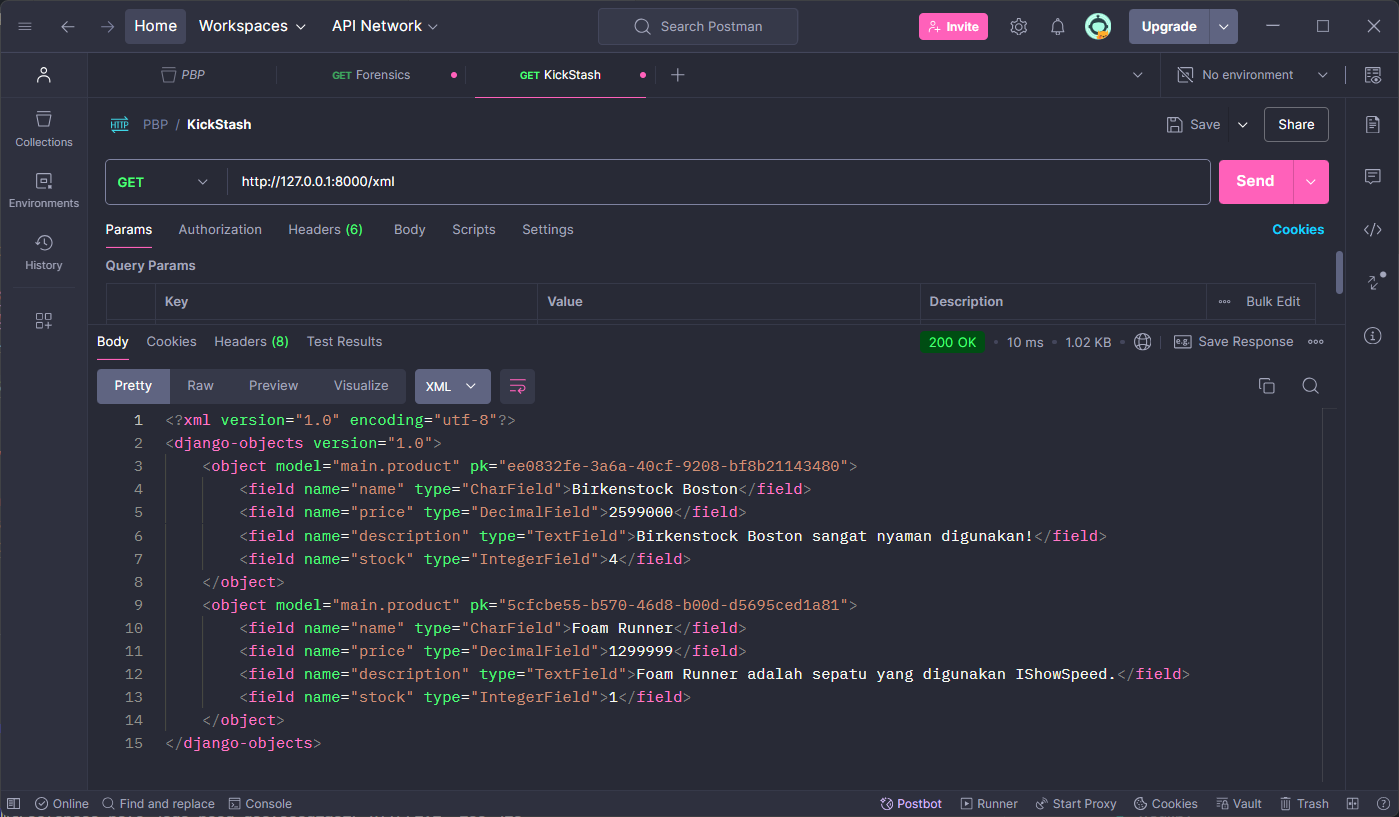 Home Workspaces API Network Search Postman Invite Upgrade
PBP GET Forensics GET KickStash No environment
HTTP PBP / KickStash Save Share
Collections
GET http://127.0.0.1:8000/xml Send
Environments
Params Authorization Headers (6) Body Scripts Settings Cookies
History
Query Params
Key Value Description Bulk Edit
Body Cookies Headers (8) Test Results 200 OK 10 ms 1.02 KB e.g. Save Response
Pretty Raw Preview Visualize XML
1 <?xml version="1.0" encoding="utf-8"?>
2 <django-objects version="1.0">
3 <object model="main.product" pk="ee0832fe-3a6a-40cf-9208-bf8b21143480">
4 <field name="name" type="CharField">Birkenstock Boston</field>
5 <field name="price" type="DecimalField">2599000</field>
6 <field name="description" type="TextField">Birkenstock Boston sangat nyaman digunakan!</field>
7 <field name="stock" type="IntegerField">4</field>
8 </object>
9 <object model="main.product" pk="5cfcbe55-b570-46d8-b00d-d5695ced1a81">
10 <field name="name" type="CharField">Foam Runner</field>
11 <field name="price" type="DecimalField">1299999</field>
12 <field name="description" type="TextField">Foam Runner adalah sepatu yang digunakan IShowSpeed.</field>
13 <field name="stock" type="IntegerField">1</field>
14 </object>
15 </django-objects>
Online Find and replace Console Postbot Runner Start Proxy Cookies Vault Trash